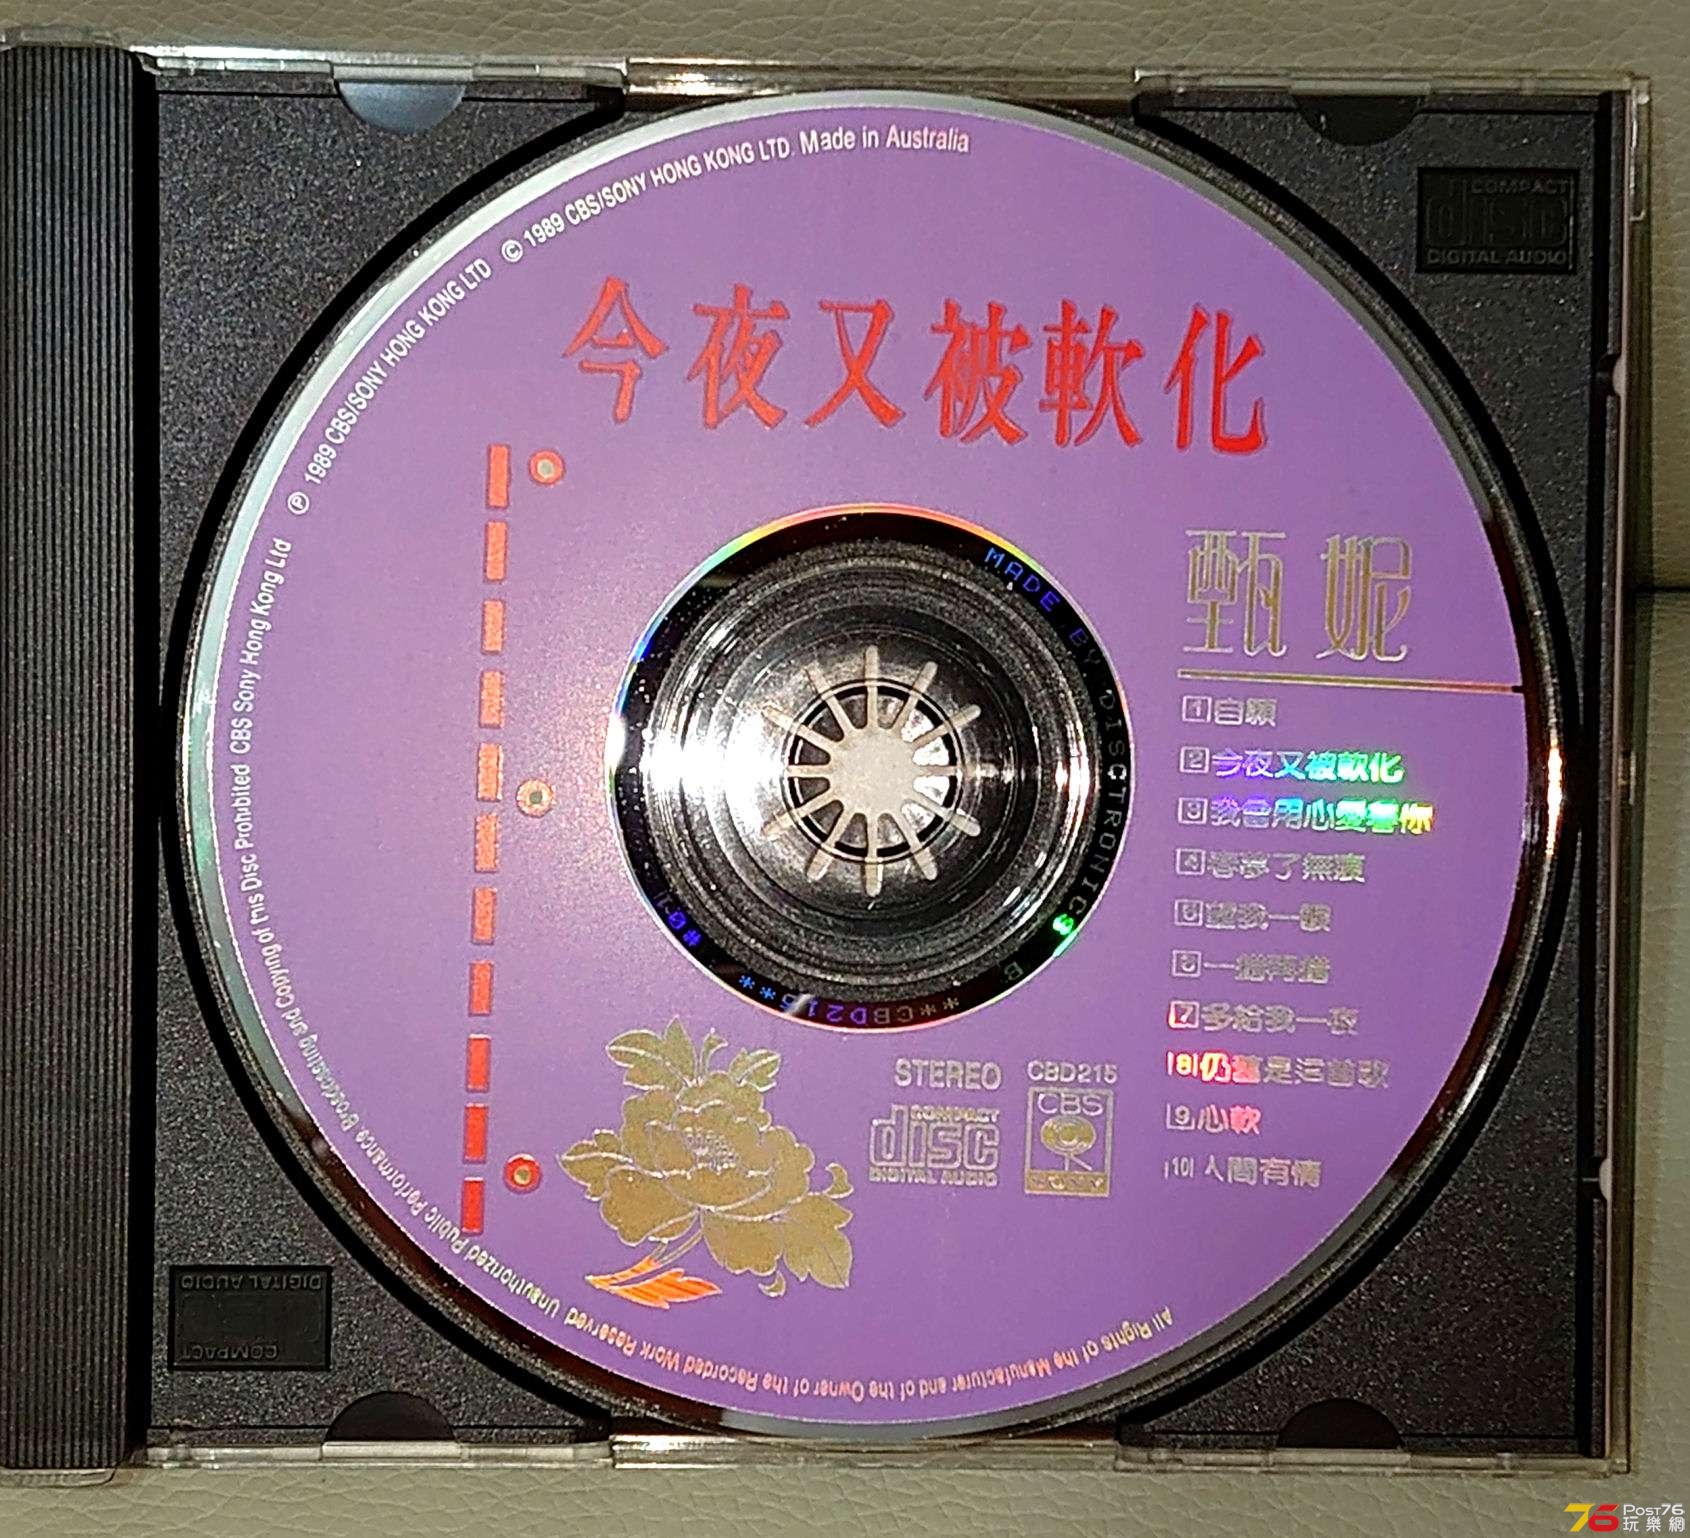 ℗ 1989 CBS/SONY HONG KONG LTD © 1989 CBS/SONY HONG KONG LTD. Made in Australia
今夜又被軟化
甄妮
1 自願
2 今夜又被軟化
3 我會用心愛著你
4 春夢了無痕
5 望我一眼
6 一錯再錯
7 多給我一夜
8 仍舊是這首歌
9 心軟
10 人間有情
STEREO
CBD215
COMPACT
disc
DIGITAL AUDIO
CBS
SONY
MADE BY DISCTRONICS B
**CBD215** #01
All Rights of the Manufacturer and of the Owner of the Recorded Work Reserved Unauthorized Public Performance Broadcasting and Copying of this Disc Prohibited CBS Sony Hong Kong Ltd
COMPACT
disc
DIGITAL AUDIO
COMPACT
DIGITAL AUDIO
76 Post76
玩樂網